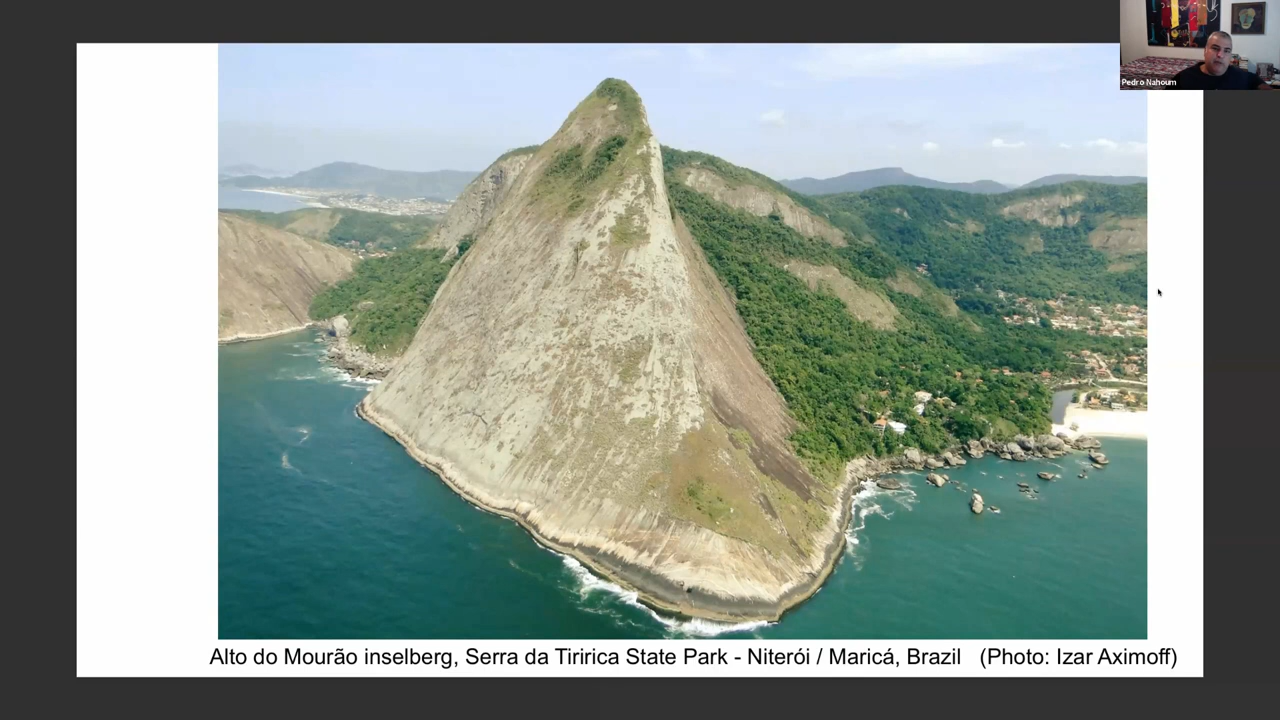 Pedro Nahoum
Alto do Mourão inselberg, Serra da Tiririca State Park - Niterói / Maricá, Brazil (Photo: Izar Aximoff)